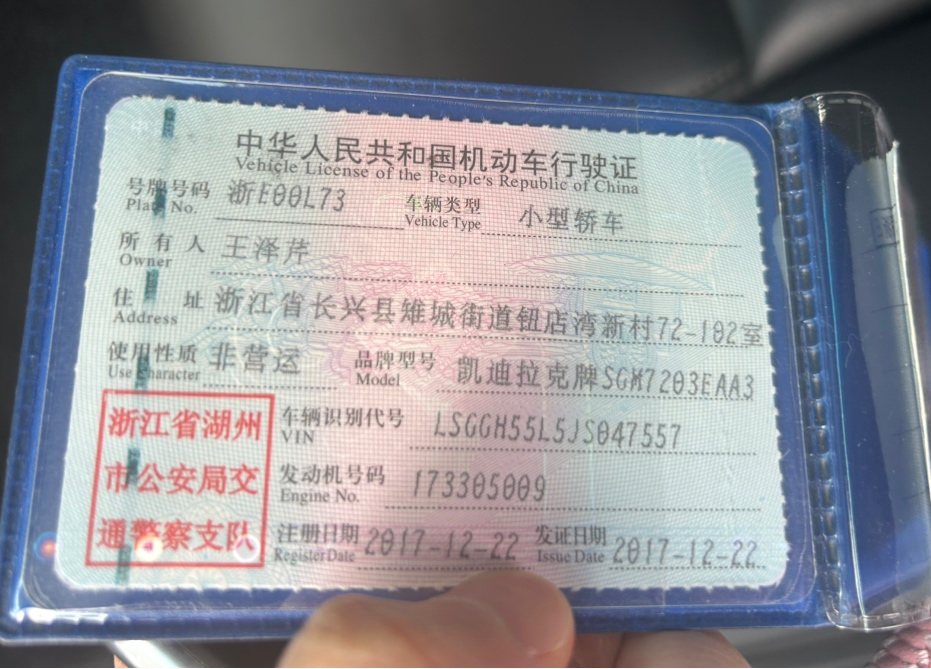 中华人民共和国机动车行驶证
Vehicle License of the People's Republic of China
号牌号码 浙E00L73 车辆类型 小型轿车
Plate No. Vehicle Type
所有人 王泽芹
Owner
住址 浙江省长兴县雉城街道钮店湾新村72-102室
Address
使用性质 非营运 品牌型号 凯迪拉克牌SGM7203EAA3
Use Character Model
浙江省湖州 车辆识别代号 LSGGH55L5JS047557
VIN
市公安局交 发动机号码 173305009
Engine No.
通警察支队 注册日期 2017-12-22 发证日期 2017-12-22
Register Date Issue Date